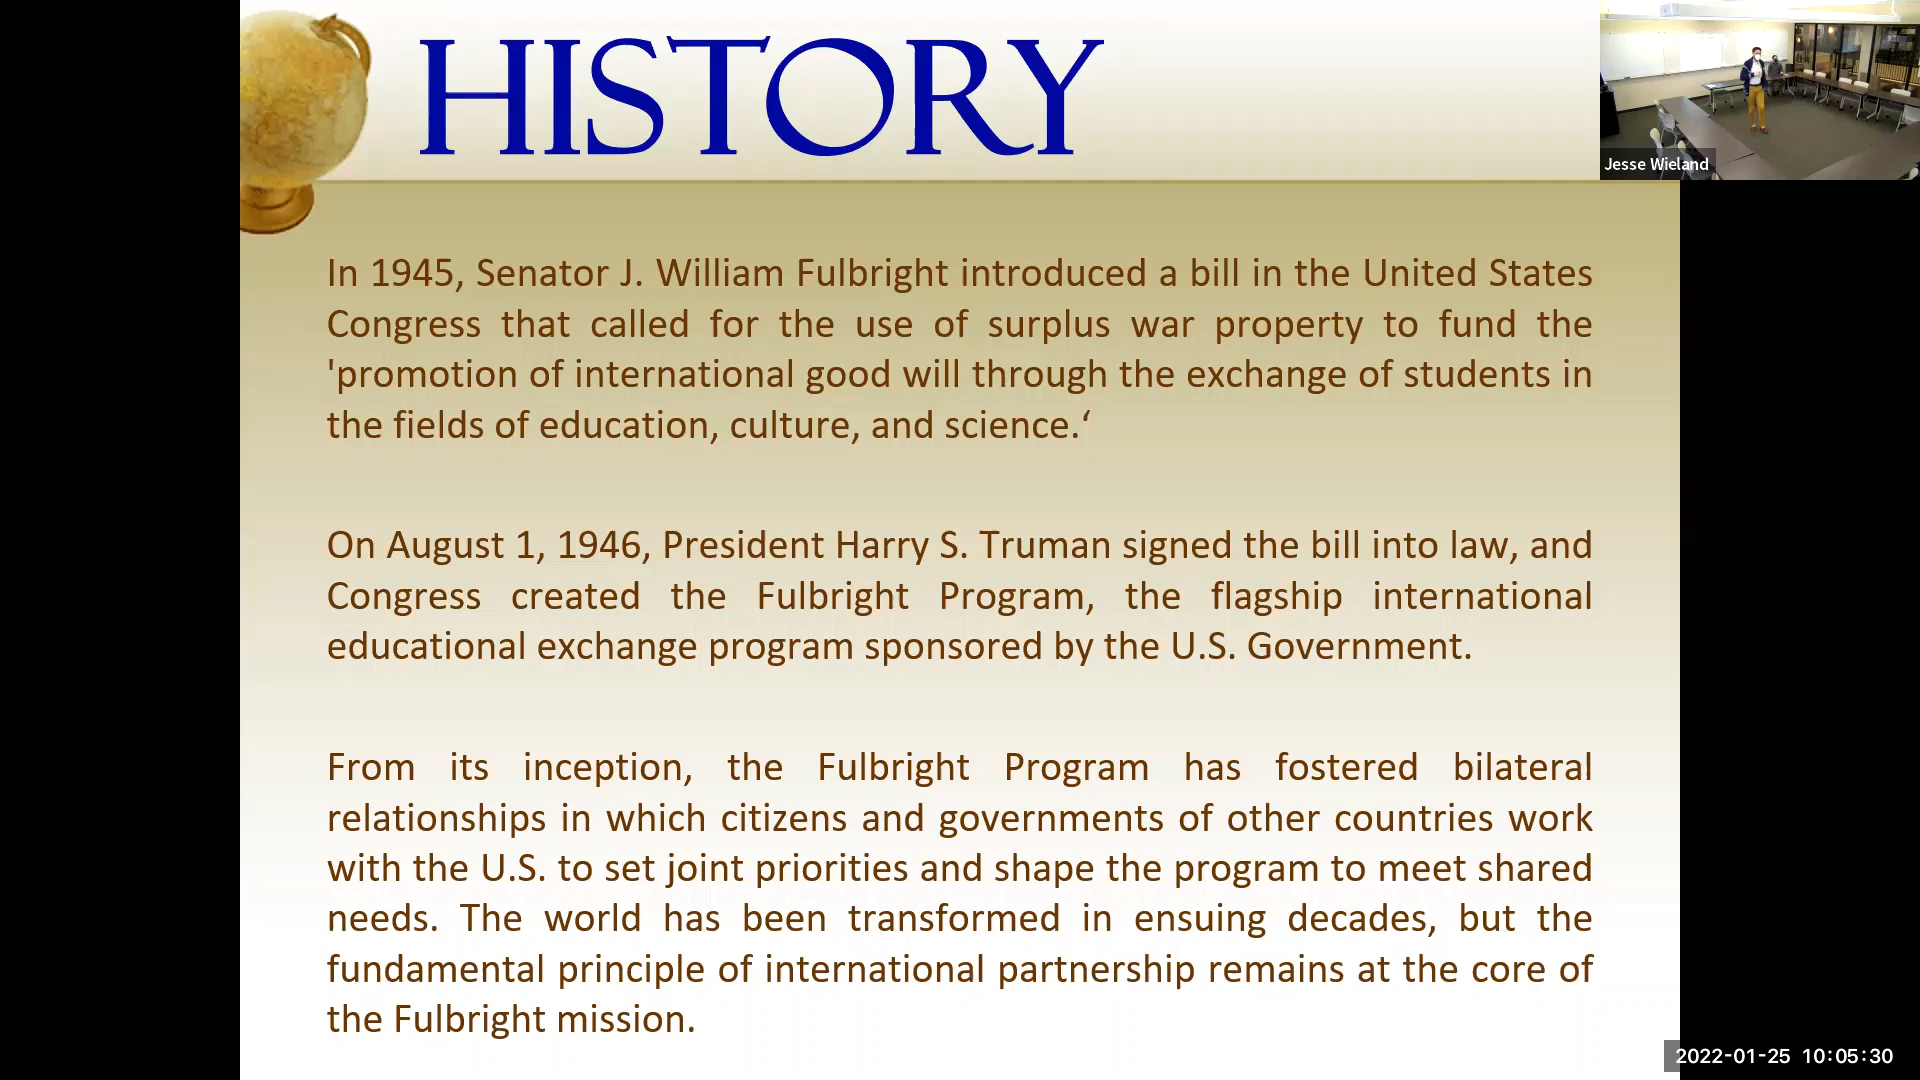 HISTORY
Jesse Wieland
In 1945, Senator J. William Fulbright introduced a bill in the United States
Congress that called for the use of surplus war property to fund the
'promotion of international good will through the exchange of students in
the fields of education, culture, and science.‘
On August 1, 1946, President Harry S. Truman signed the bill into law, and
Congress created the Fulbright Program, the flagship international
educational exchange program sponsored by the U.S. Government.
From its inception, the Fulbright Program has fostered bilateral
relationships in which citizens and governments of other countries work
with the U.S. to set joint priorities and shape the program to meet shared
needs. The world has been transformed in ensuing decades, but the
fundamental principle of international partnership remains at the core of
the Fulbright mission.
2022-01-25 10:05:30